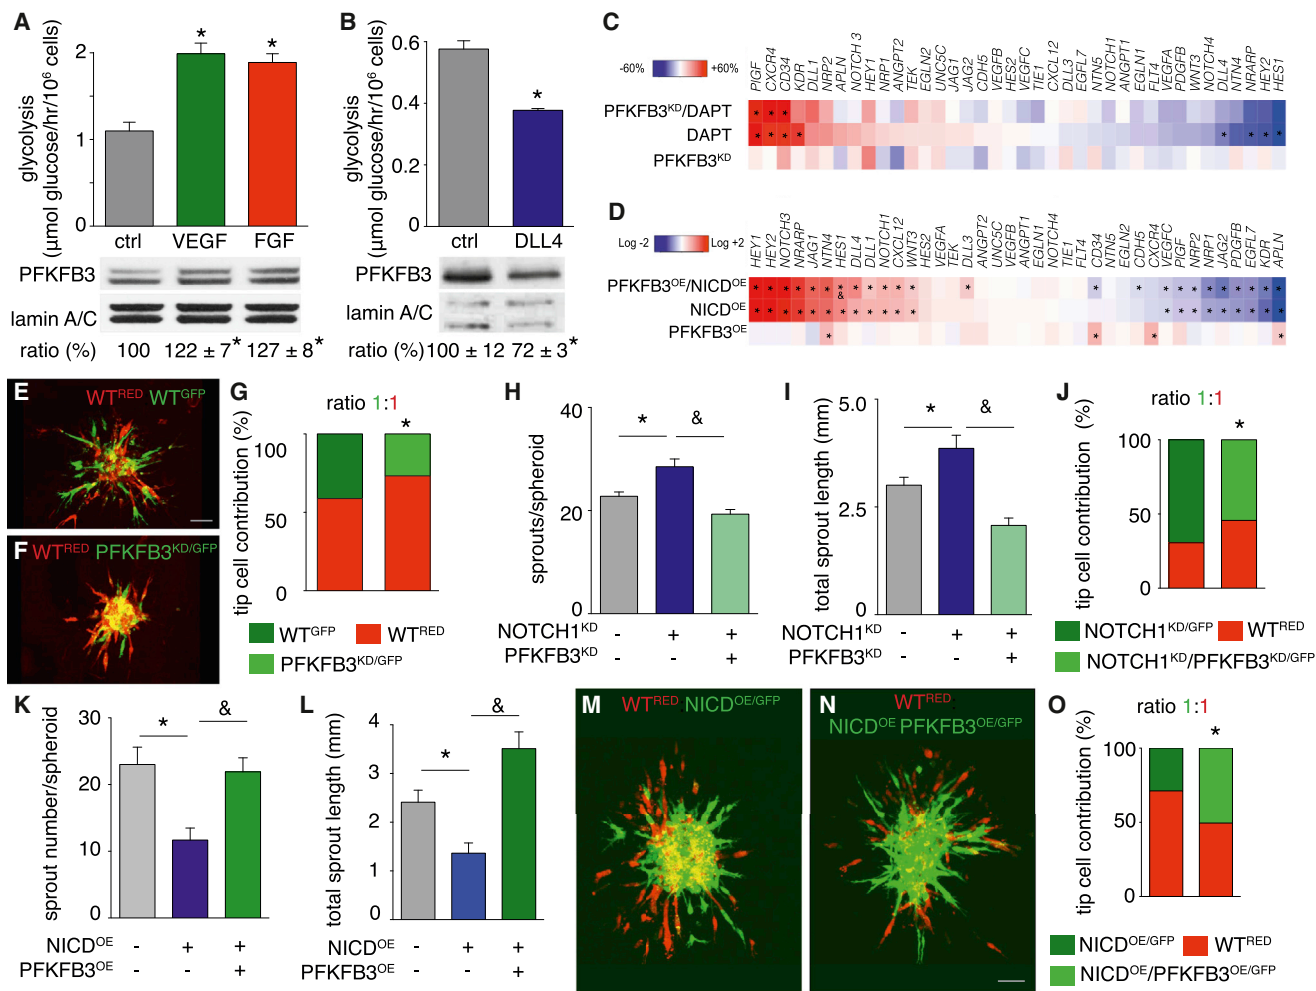 A
glycolysis
(µmol glucose/hr/10⁶ cells)
2
1
0
*
*
ctrl VEGF FGF
PFKFB3
lamin A/C
ratio (%) 100 122 ± 7* 127 ± 8*
B
glycolysis
(µmol glucose/hr/10⁶ cells)
0.6
0.4
0.2
0
*
ctrl DLL4
PFKFB3
lamin A/C
ratio (%) 100 ± 12 72 ± 3*
C
-60% +60%
PlGF CXCR4 CD34 KDR DLL1 NRP2 APLN NOTCH 3 HEY1 NRP1 ANGPT2 TEK EGLN2 UNC5C JAG1 JAG2 CDH5 VEGFB HES2 VEGFC TIE1 CXCL12 DLL3 EGFL7 NTN5 NOTCH1 ANGPT1 EGLN1 FLT4 VEGFA PDGFB WNT3 NOTCH4 DLL4 NTN4 NRARP HEY2 HES1
PFKFB3ᴷᴰ/DAPT * * *
DAPT * * * * * * * *
PFKFB3ᴷᴰ
D
Log -2 Log +2
HEY1 HEY2 NOTCH3 NRARP JAG1 NTN4 HES1 DLL4 DLL1 NOTCH1 CXCL12 WNT3 HES2 VEGFA TEK DLL3 ANGPT2 UNC5C VEGFB ANGPT1 EGLN1 NOTCH4 TIE1 FLT4 CD34 NTN5 EGLN2 CDH5 CXCR4 VEGFC PlGF NRP2 NRP1 JAG2 PDGFB EGFL7 KDR APLN
PFKFB3ᴼᴱ/NICDᴼᴱ * * * * * * * * * * * * * * * * * * * * * * * *
&
NICDᴼᴱ * * * * * * * * * * * * * * * * * * * * *
PFKFB3ᴼᴱ * * * *
E
WTᴿᴱᴰ WTᴳᶠᴾ
F
WTᴿᴱᴰ PFKFB3ᴷᴰ/ᴳᶠᴾ
G
ratio 1:1
*
tip cell contribution (%)
100
50
0
WTᴳᶠᴾ WTᴿᴱᴰ
PFKFB3ᴷᴰ/ᴳᶠᴾ
H
sprouts/spheroid
40
20
0
* &
NOTCH1ᴷᴰ - + +
PFKFB3ᴷᴰ - - +
I
total sprout length (mm)
5.0
2.5
0
* &
NOTCH1ᴷᴰ - + +
PFKFB3ᴷᴰ - - +
J
ratio 1:1
*
tip cell contribution (%)
100
50
0
NOTCH1ᴷᴰ/ᴳᶠᴾ WTᴿᴱᴰ
NOTCH1ᴷᴰ/PFKFB3ᴷᴰ/ᴳᶠᴾ
K
sprout number/spheroid
30
20
10
0
* &
NICDᴼᴱ - + +
PFKFB3ᴼᴱ - - +
L
total sprout length (mm)
4
3
2
1
0
* &
NICDᴼᴱ - + +
PFKFB3ᴼᴱ - - +
M
WTᴿᴱᴰ:NICDᴼᴱ/ᴳᶠᴾ
N
WTᴿᴱᴰ:
NICDᴼᴱ PFKFB3ᴼᴱ/ᴳᶠᴾ
O
ratio 1:1
*
tip cell contribution (%)
100
50
0
NICDᴼᴱ/ᴳᶠᴾ WTᴿᴱᴰ
NICDᴼᴱ/PFKFB3ᴼᴱ/ᴳᶠᴾ